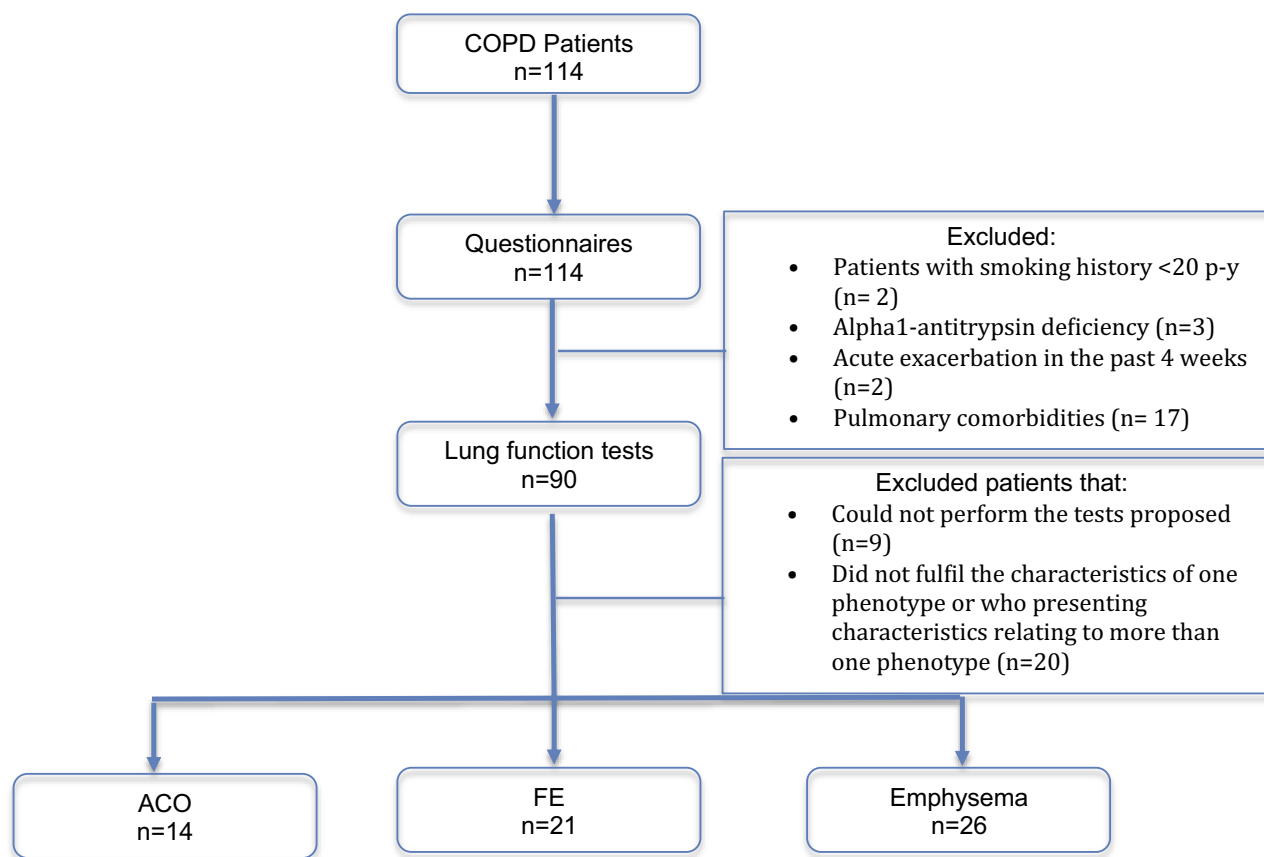 COPD Patients
n=114
Questionnaires
n=114
Excluded:
• Patients with smoking history <20 p-y
(n= 2)
• Alpha1-antitrypsin deficiency (n=3)
• Acute exacerbation in the past 4 weeks
(n=2)
• Pulmonary comorbidities (n= 17)
Lung function tests
n=90
Excluded patients that:
• Could not perform the tests proposed
(n=9)
• Did not fulfil the characteristics of one
phenotype or who presenting
characteristics relating to more than
one phenotype (n=20)
ACO
n=14
FE
n=21
Emphysema
n=26